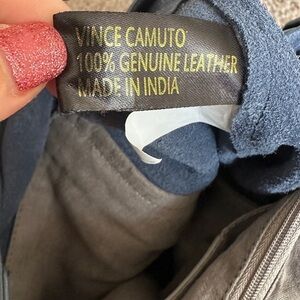 VINCE CAMUTO
100% GENUINE LEATHER
MADE IN INDIA